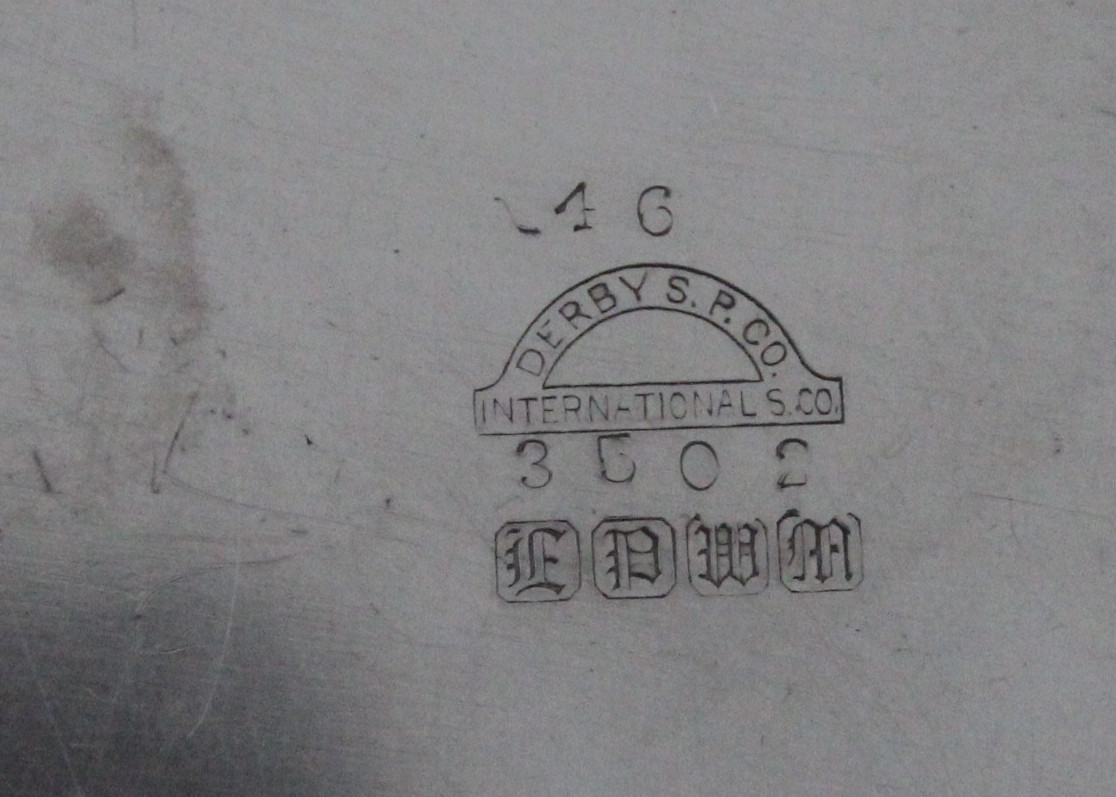 46
DERBY S. P. CO.
INTERNATIONAL S. CO.
3502
E D W M